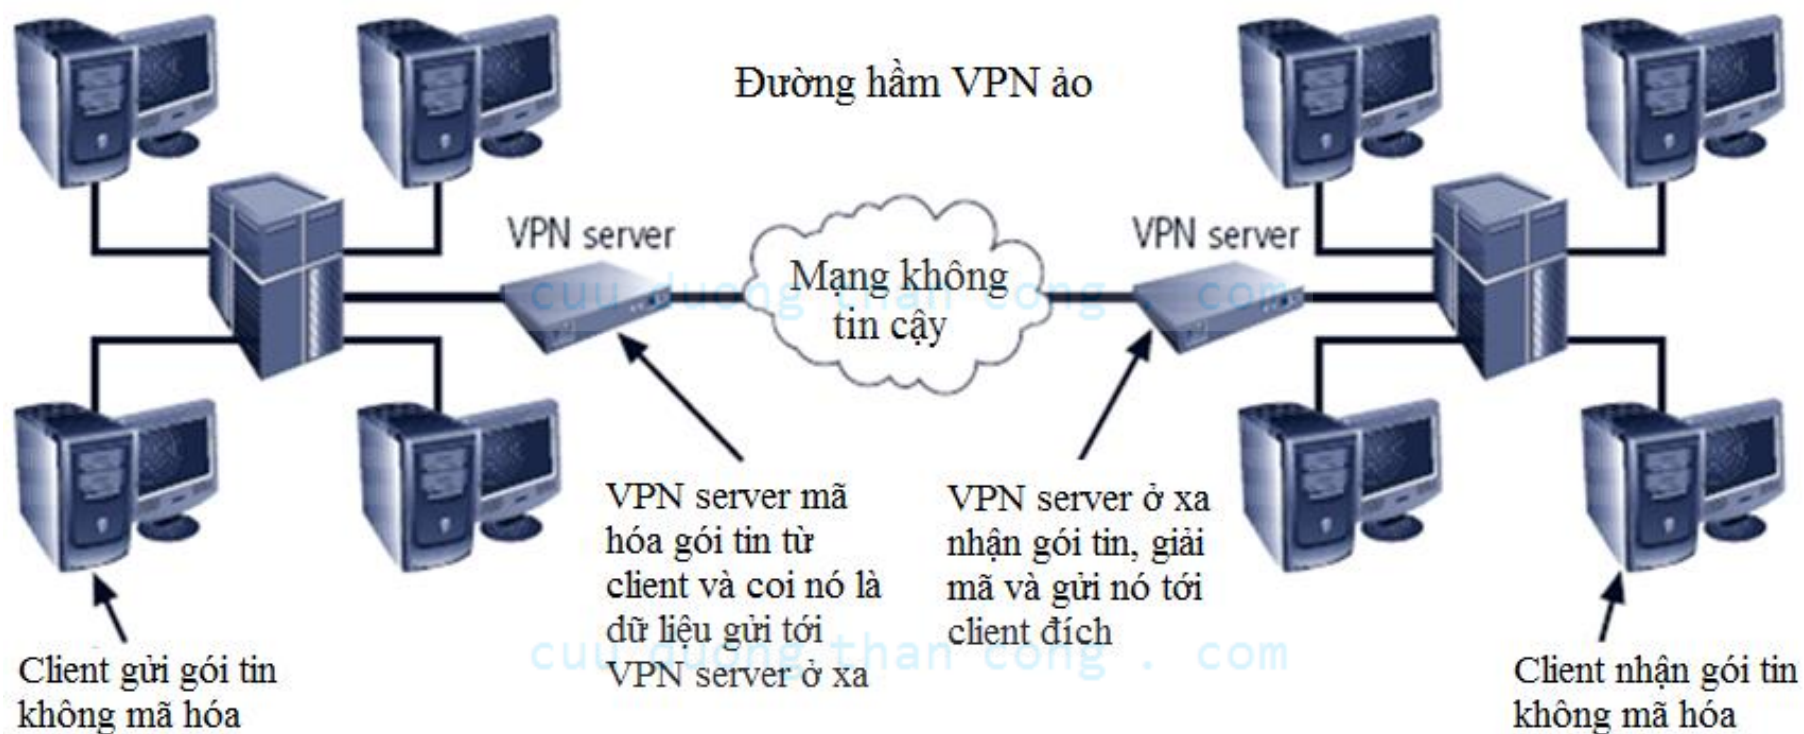 Đường hầm VPN ảo
VPN server
VPN server
Mạng không
tin cậy
cuu duong than cong . com
VPN server mã
hóa gói tin từ
client và coi nó là
dữ liệu gửi tới
VPN server ở xa
VPN server ở xa
nhận gói tin, giải
mã và gửi nó tới
client đích
cuu duong than cong . com
Client gửi gói tin
không mã hóa
Client nhận gói tin
không mã hóa